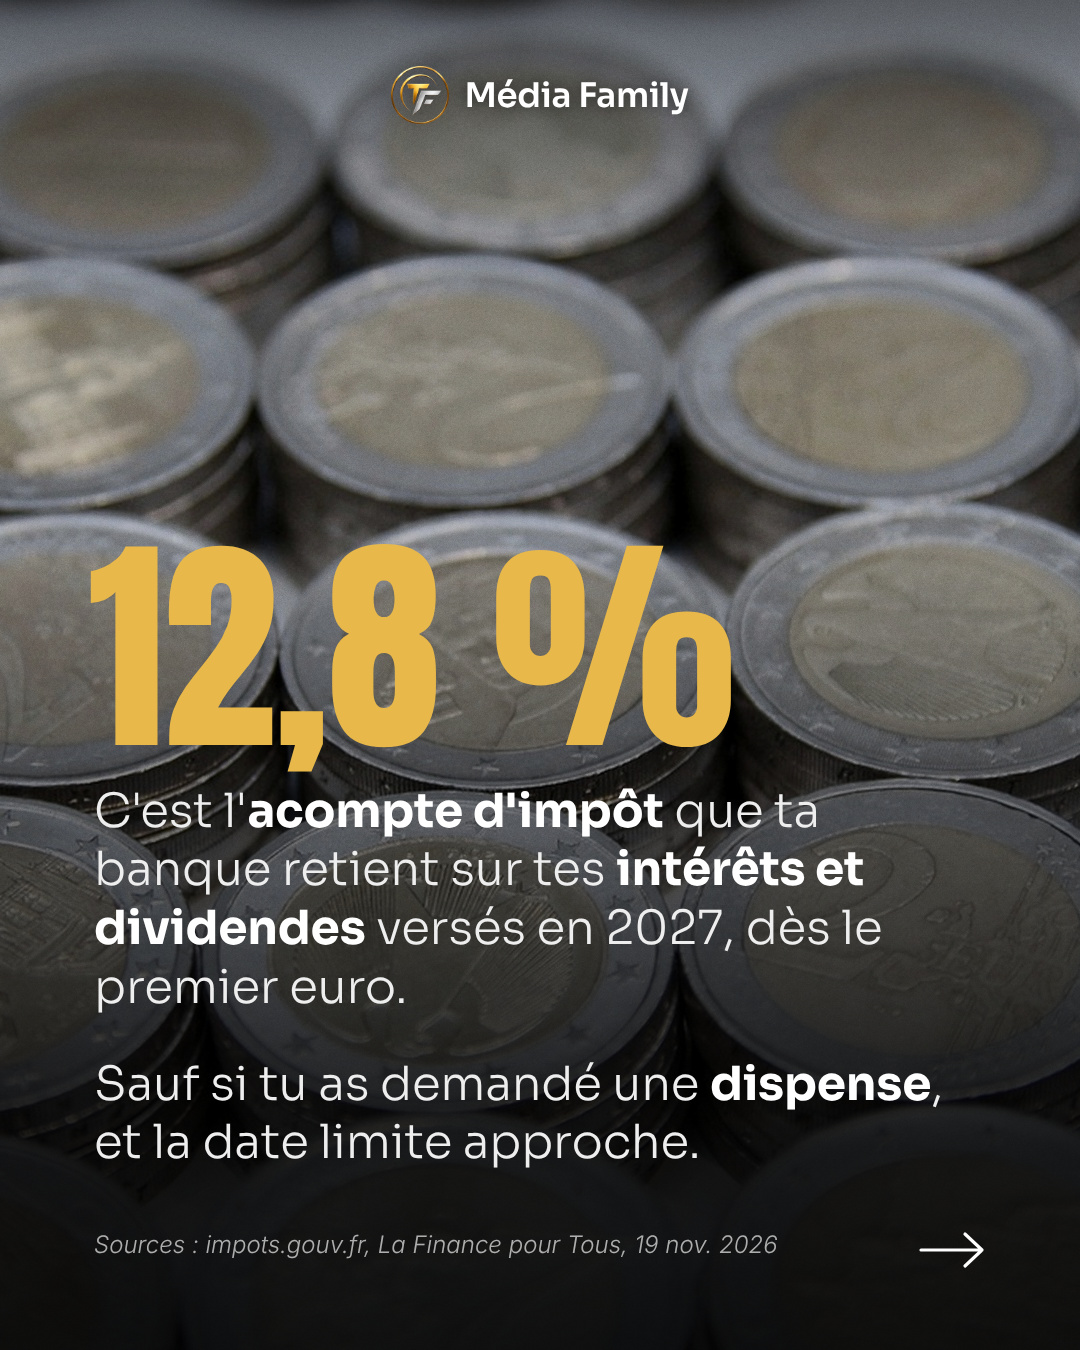 Média Family
12,8 %
C'est l'acompte d'impôt que ta
banque retient sur tes intérêts et
dividendes versés en 2027, dès le
premier euro.
Sauf si tu as demandé une dispense,
et la date limite approche.
Sources : impots.gouv.fr, La Finance pour Tous, 19 nov. 2026